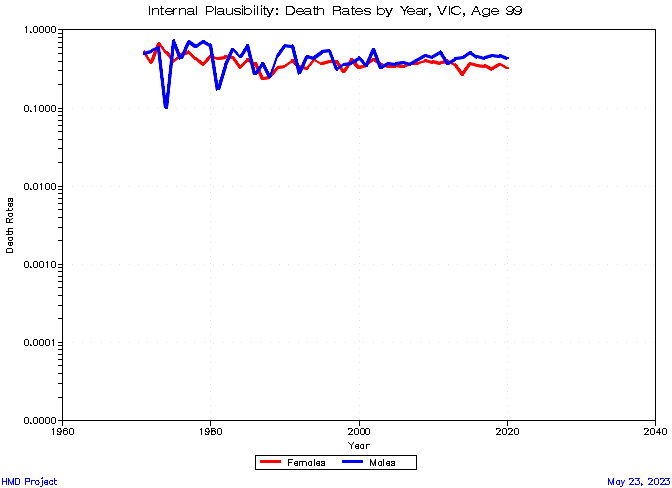 Internal Plausibility: Death Rates by Year, VIC, Age 99
1.0000
0.1000
0.0100
0.0010
0.0001
0.0000
Death Rates
1960 1980 2000 2020 2040
Year
Females Males
HMD Project May 23, 2023